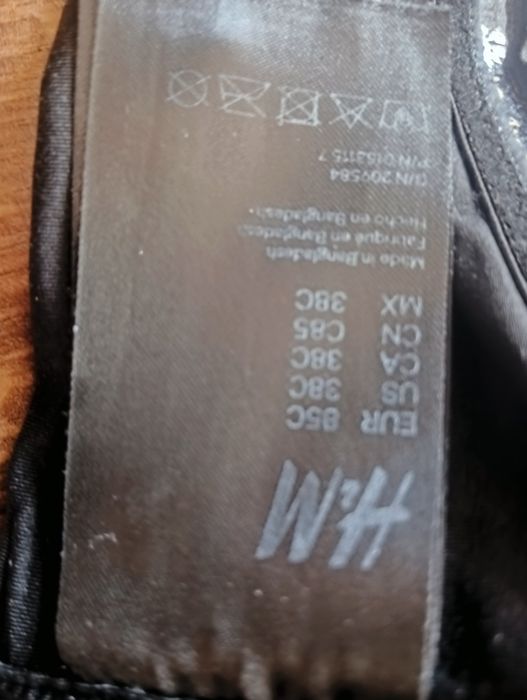 H&M
EUR 85C
US 38C
CA 38C
CN C85
MX 38C
Made in Bangladesh
Fabriqué en Bangladesh
Hecho en Bangladesh
O/N 209584
P/N 0153115 7